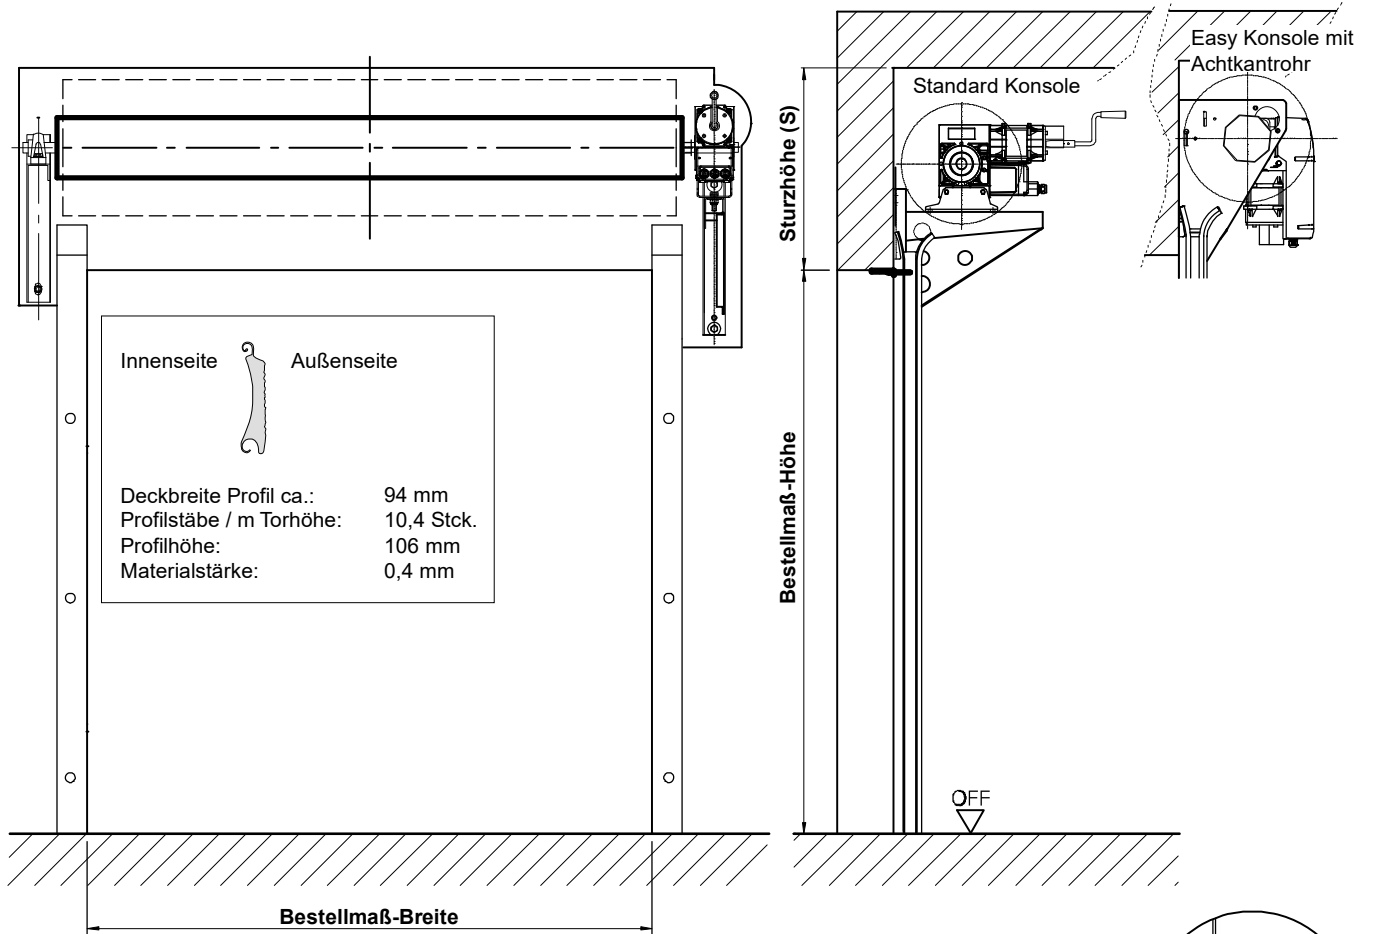 Easy Konsole mit
Achtkantrohr
Standard Konsole
Sturzhöhe (S)
Innenseite
Außenseite
Deckbreite Profil ca.: 94 mm
Profilstäbe / m Torhöhe: 10,4 Stck.
Profilhöhe: 106 mm
Materialstärke: 0,4 mm
Bestellmaß-Höhe
OFF
Bestellmaß-Breite